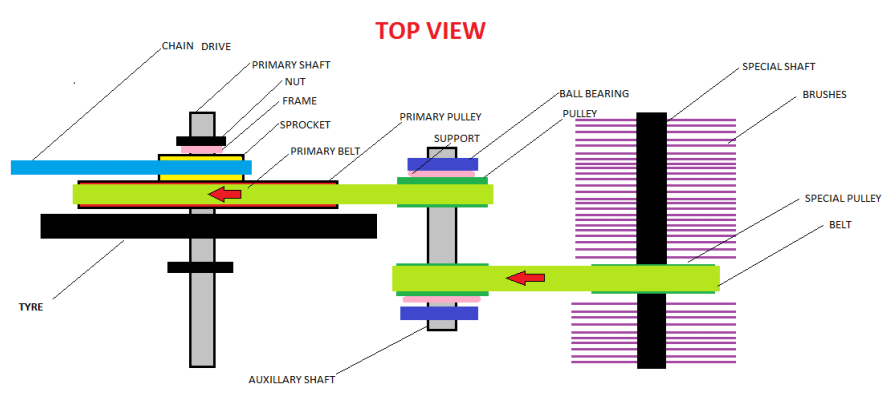 TOP VIEW
CHAIN DRIVE
PRIMARY SHAFT
NUT
FRAME
SPROCKET
PRIMARY BELT
PRIMARY PULLEY
SUPPORT
BALL BEARING
PULLEY
SPECIAL SHAFT
BRUSHES
SPECIAL PULLEY
BELT
TYRE
AUXILLARY SHAFT